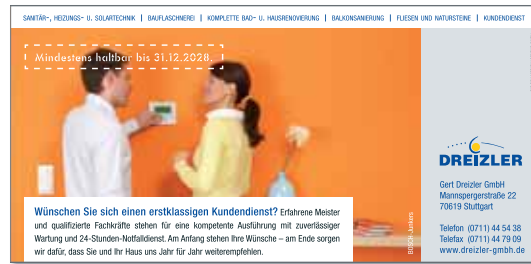 SANITÄR-, HEIZUNGS- U. SOLARTECHNIK | BAUFLASCHNEREI | KOMPLETTE BAD- U. HAUSRENOVIERUNG | BALKONSANIERUNG | FLIESEN UND NATURSTEINE | KUNDENDIENST
Mindestens haltbar bis 31.12.2028.
Wünschen Sie sich einen erstklassigen Kundendienst? Erfahrene Meister
und qualifizierte Fachkräfte stehen für eine kompetente Ausführung mit zuverlässiger
Wartung und 24-Stunden-Notfalldienst. Am Anfang stehen Ihre Wünsche – am Ende sorgen
wir dafür, dass Sie und Ihr Haus uns Jahr für Jahr weiterempfehlen.
BOSCH-Junkers
DREIZLER
Gert Dreizler GmbH
Mannspergerstraße 22
70619 Stuttgart
Telefon (0711) 44 54 38
Telefax (0711) 44 79 09
www.dreizler-gmbh.de